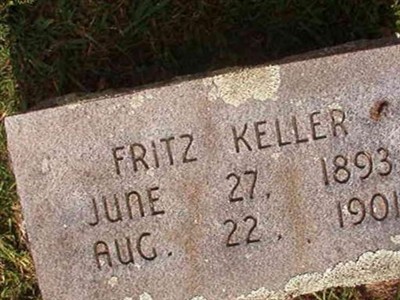 FRITZ KELLER
JUNE 27, 1893
AUG. 22, 1901